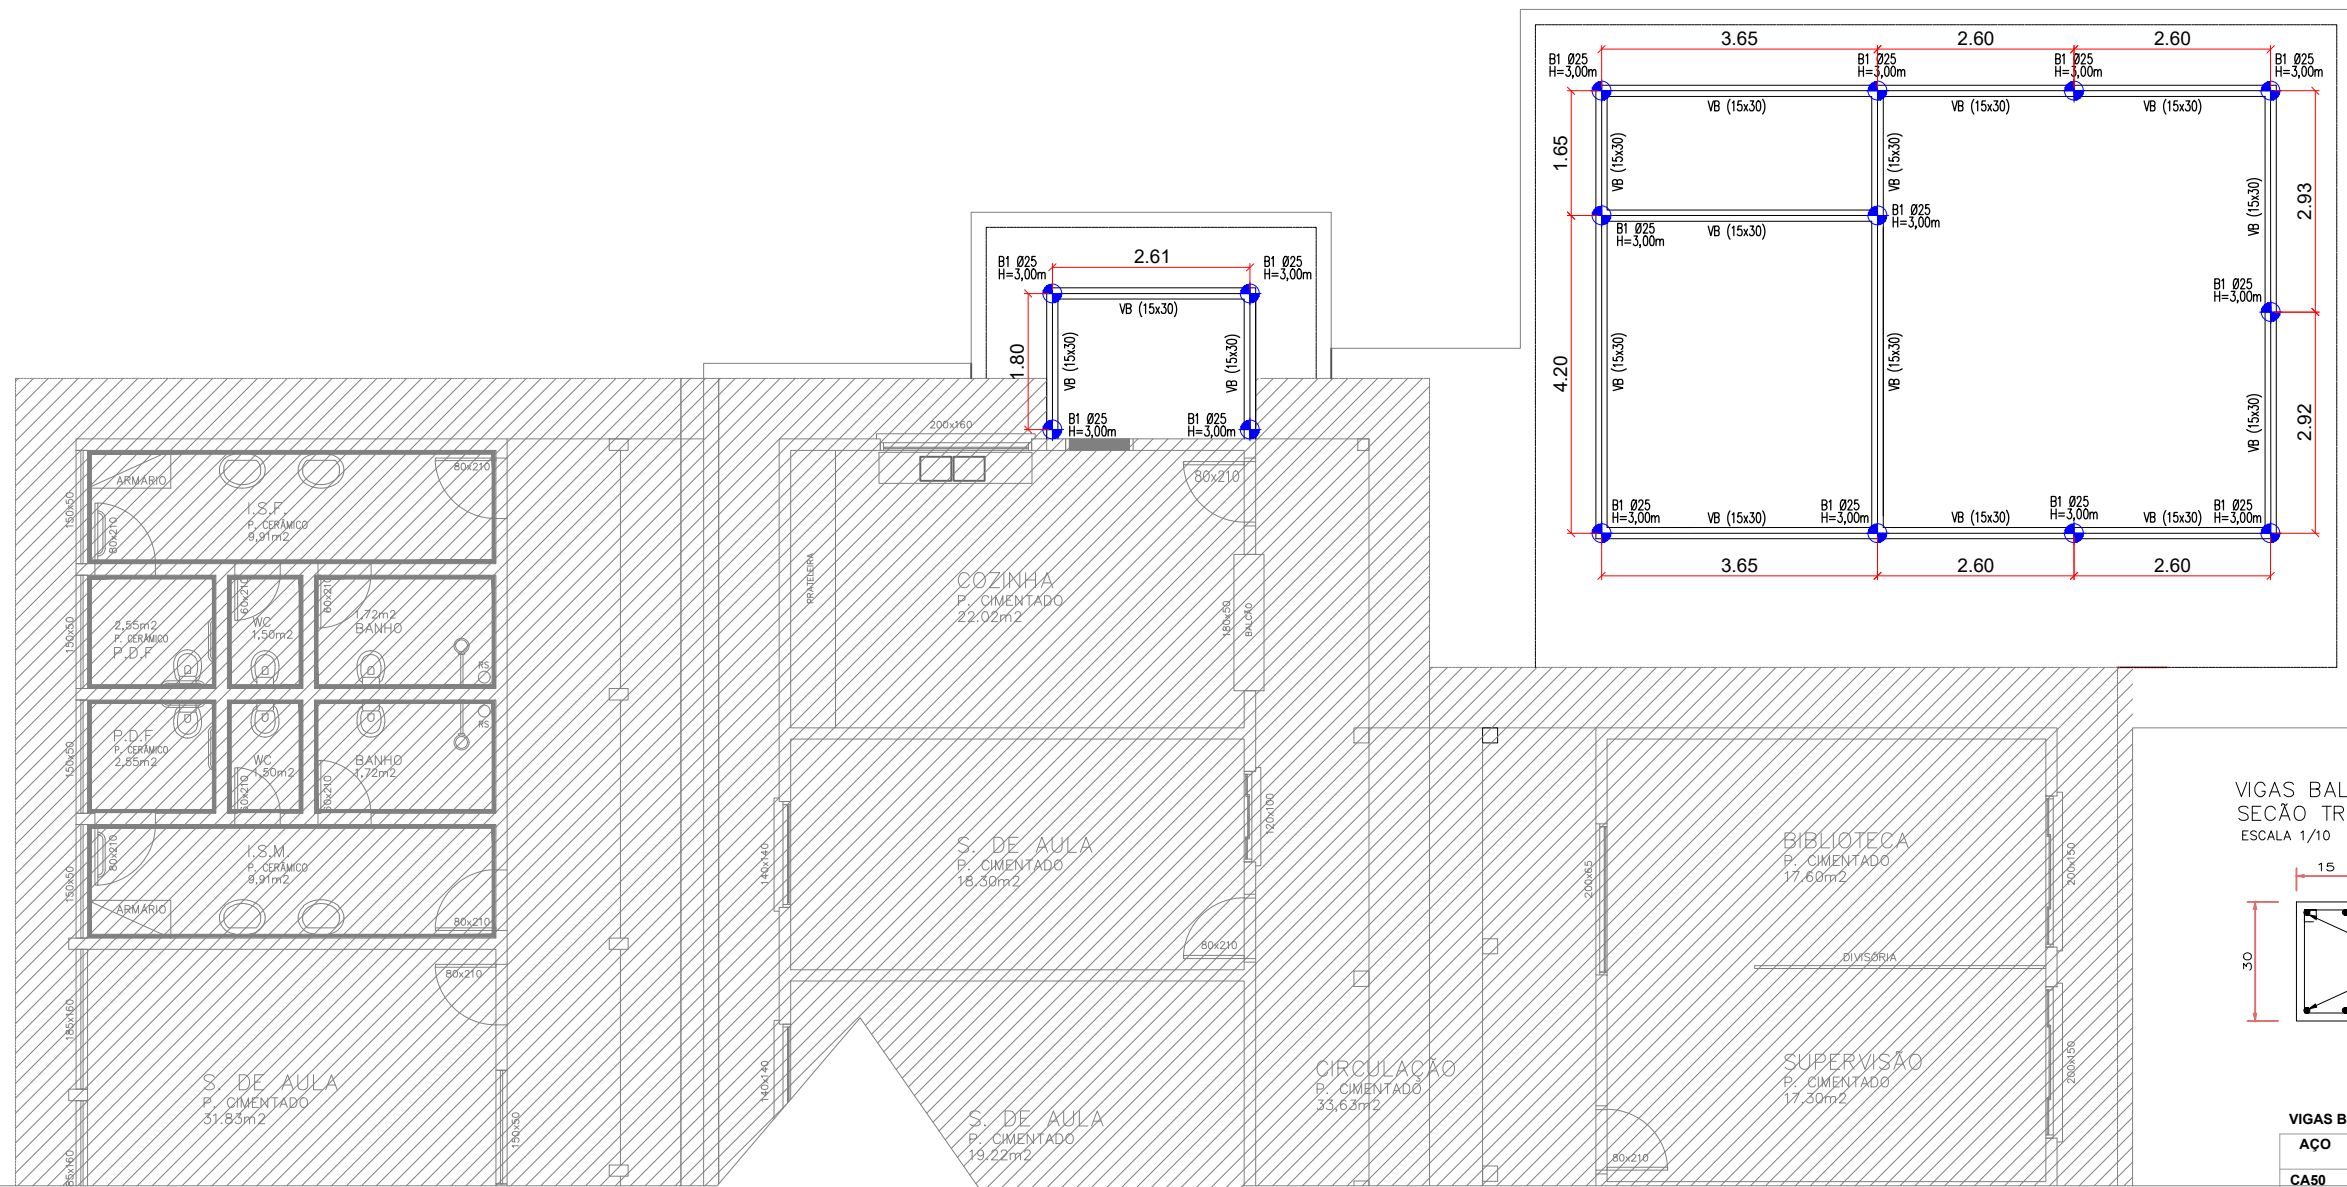 3.65
2.60
2.60
B1 Ø25
H=3,00m
B1 Ø25
H=3,00m
B1 Ø25
H=3,00m
B1 Ø25
H=3,00m
VB (15x30)
VB (15x30)
VB (15x30)
1.65
VB (15x30)
VB (15x30)
VB (15x30)
2.93
B1 Ø25
H=3,00m
B1 Ø25
H=3,00m
VB (15x30)
B1 Ø25
H=3,00m
4.20
VB (15x30)
VB (15x30)
VB (15x30)
2.92
B1 Ø25
H=3,00m
B1 Ø25
H=3,00m
B1 Ø25
H=3,00m
B1 Ø25
H=3,00m
VB (15x30)
VB (15x30)
VB (15x30)
3.65
2.60
2.60
2.61
B1 Ø25
H=3,00m
B1 Ø25
H=3,00m
VB (15x30)
1.80
VB (15x30)
VB (15x30)
B1 Ø25
H=3,00m
B1 Ø25
H=3,00m
200x160
80x210
ARMÁRIO
150x50
80x210
I.S.F.
P. CERÂMICO
9,91m2
80x210
PRATELEIRA
COZINHA
P. CIMENTADO
22.02m2
180x50
BALCÃO
150x50
2,55m2
P. CERÂMICO
P.D.F
60x210
WC
1,50m2
60x210
1,72m2
BANHO
RS
150x50
P.D.F
P. CERÂMICO
2,55m2
60x210
WC
1,50m2
60x210
BANHO
1,72m2
RS
150x50
80x210
I.S.M.
P. CERÂMICO
9,91m2
ARMÁRIO
80x210
80x210
140x140
S. DE AULA
P. CIMENTADO
18.30m2
120x100
80x210
200x65
BIBLIOTECA
P. CIMENTADO
17.60m2
200x150
DIVISÓRIA
VIGAS BAL
SECÃO TR
ESCALA 1/10
15
30
185x160
S. DE AULA
P. CIMENTADO
31.83m2
150x50
140x140
S. DE AULA
P. CIMENTADO
19.22m2
CIRCULAÇÃO
P. CIMENTADO
33,63m2
SUPERVISÃO
P. CIMENTADO
17.30m2
200x150
80x210
VIGAS B
AÇO
CA50